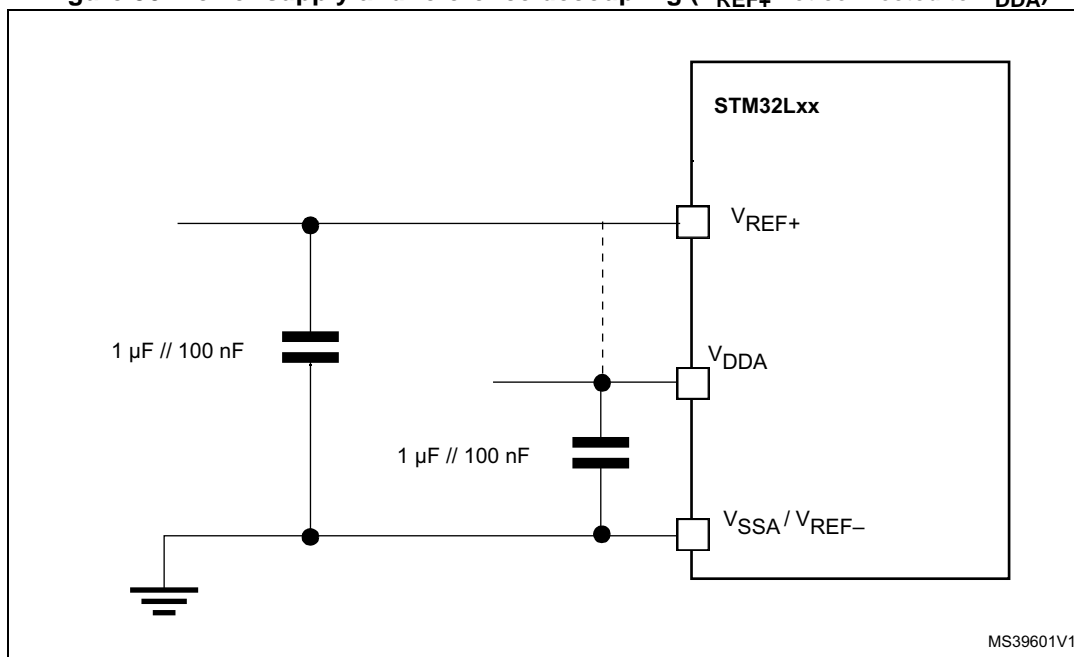 STM32Lxx
VREF+
1 µF // 100 nF
VDDA
1 µF // 100 nF
VSSA / VREF–
MS39601V1